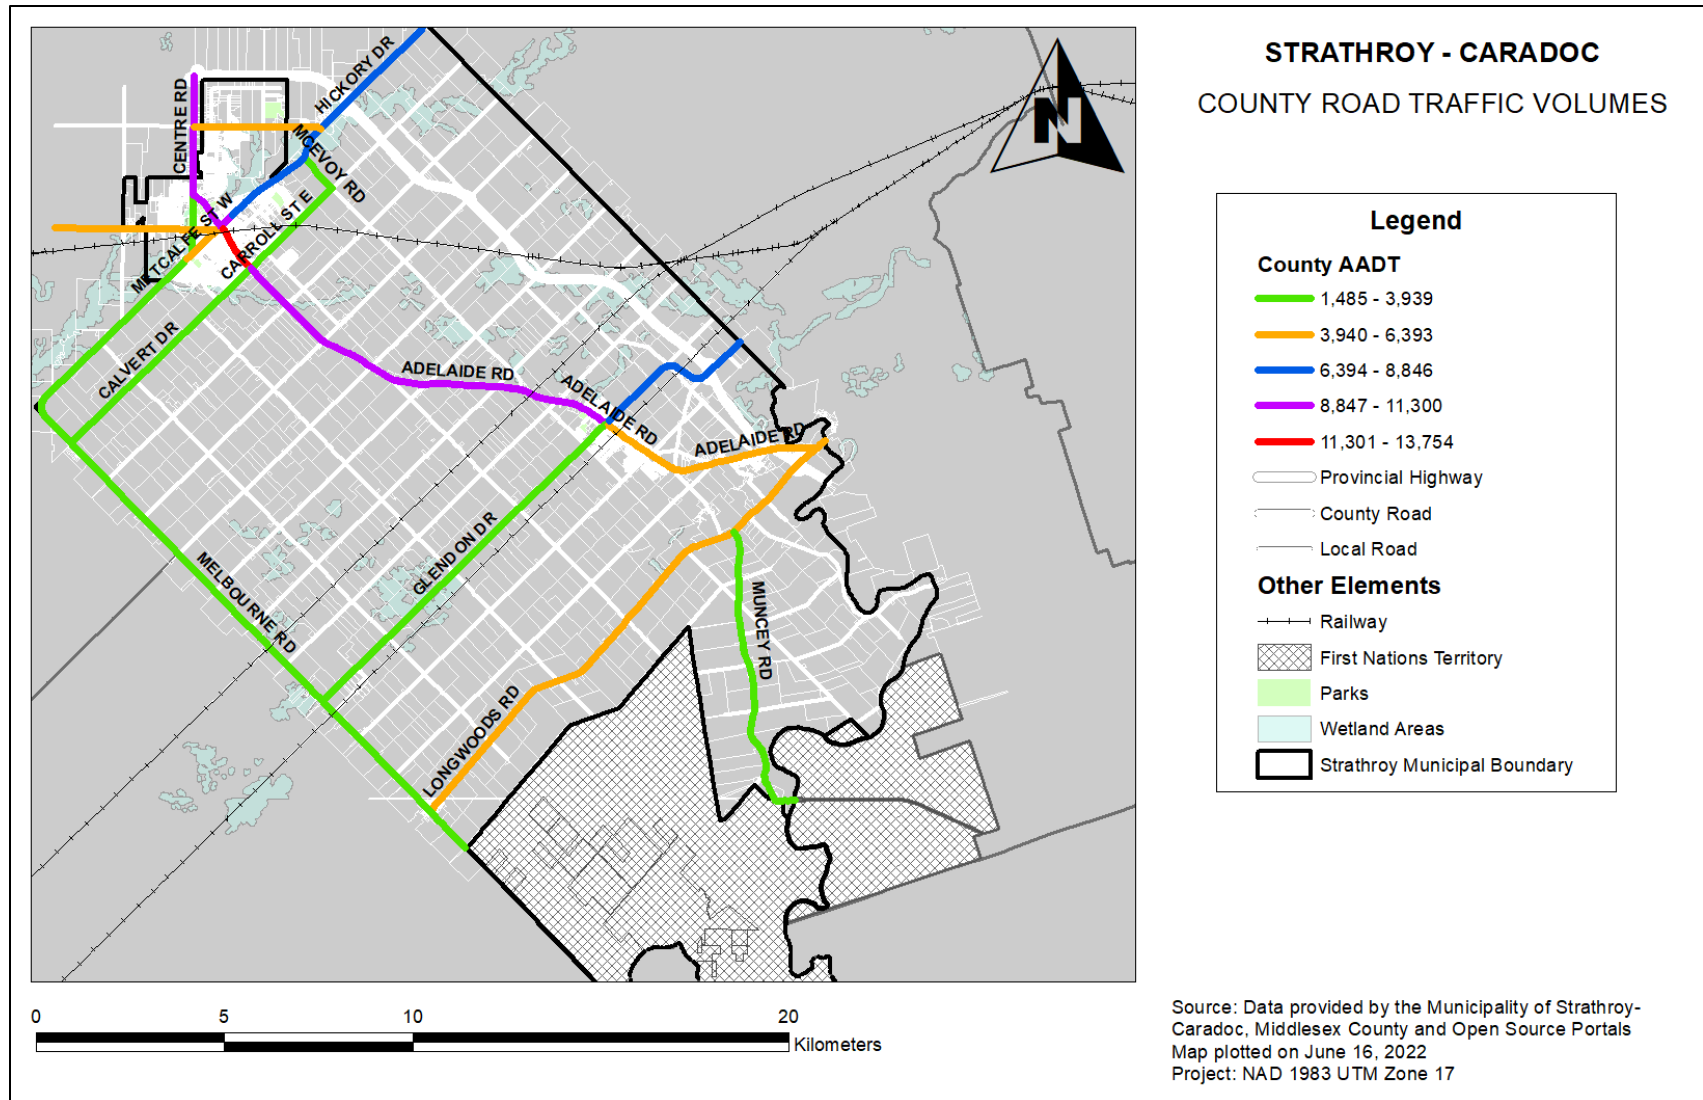 STRATHROY - CARADOC
COUNTY ROAD TRAFFIC VOLUMES
N
HICKORY DR
CENTRE RD
MCEVOY RD
METCALFE ST W
CARROLL ST E
CALVERT DR
ADELAIDE RD
ADELAIDE RD
ADELAIDE RD
GLENDON DR
MELBOURNE RD
MUNCEY RD
LONGWOODS RD
Legend
County AADT
1,485 - 3,939
3,940 - 6,393
6,394 - 8,846
8,847 - 11,300
11,301 - 13,754
Provincial Highway
County Road
Local Road
Other Elements
Railway
First Nations Territory
Parks
Wetland Areas
Strathroy Municipal Boundary
0 5 10 20
Kilometers
Source: Data provided by the Municipality of Strathroy-
Caradoc, Middlesex County and Open Source Portals
Map plotted on June 16, 2022
Project: NAD 1983 UTM Zone 17